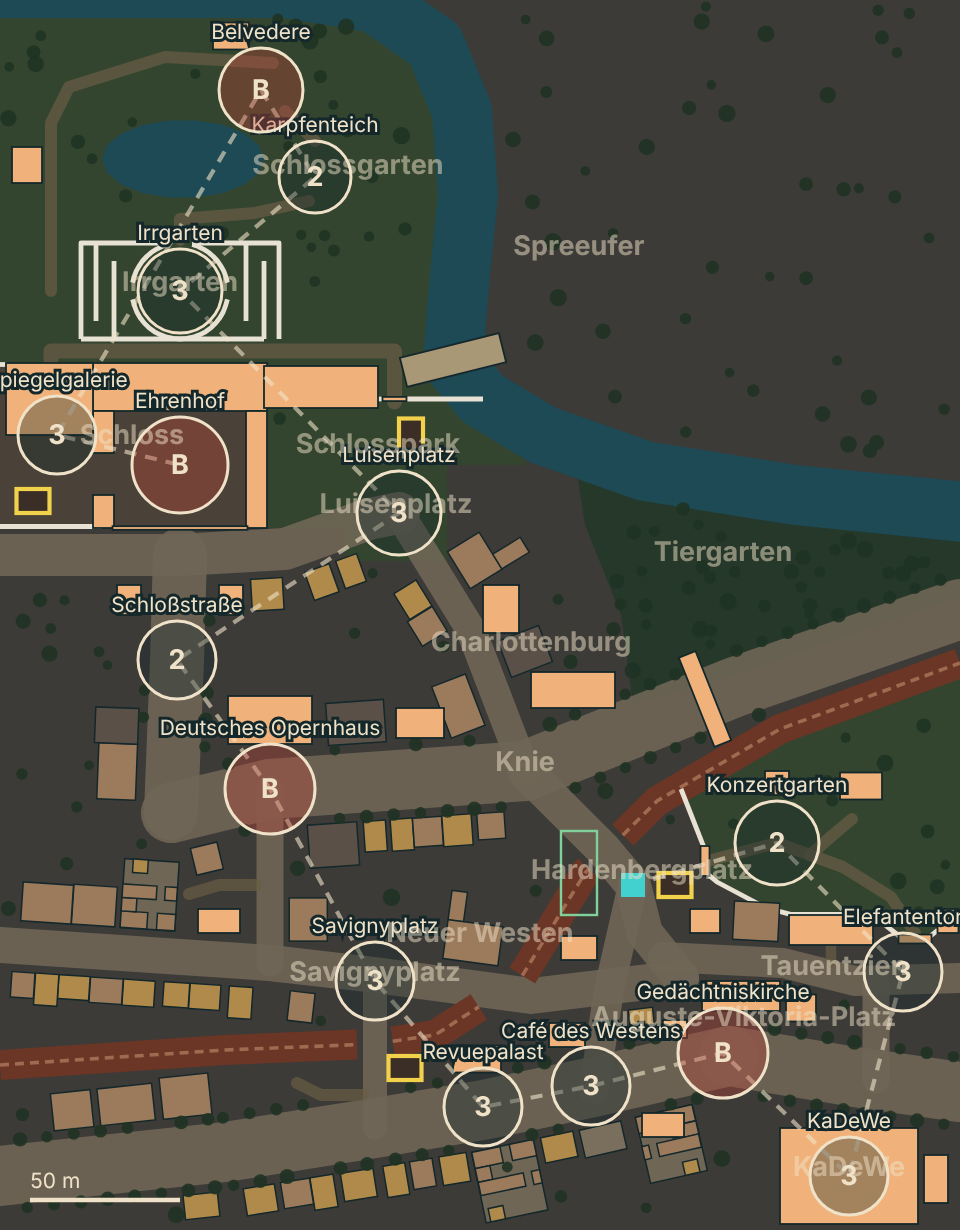 Belvedere
B
Karpfenteich
Schlossgarten
2
Irrgarten
Spreeufer
Irrgarten
3
piegelgalerie
Ehrenhof
3
Schloss
B
Schlosspark
Luisenplatz
Luisenplatz
3
Tiergarten
Schloßstraße
Charlottenburg
2
Deutsches Opernhaus
Knie
B
Konzertgarten
2
Hardenbergplatz
Savignyplatz
Neuer Westen
Elefantentor
Savignyplatz
3
Tauentzien
3
Gedächtniskirche
Auguste-Viktoria-Platz
Café des Westens
Revuepalast
B
3
3
KaDeWe
KaDeWe
3
50 m